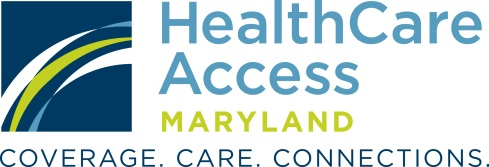 HealthCare
Access
MARYLAND
COVERAGE. CARE. CONNECTIONS.